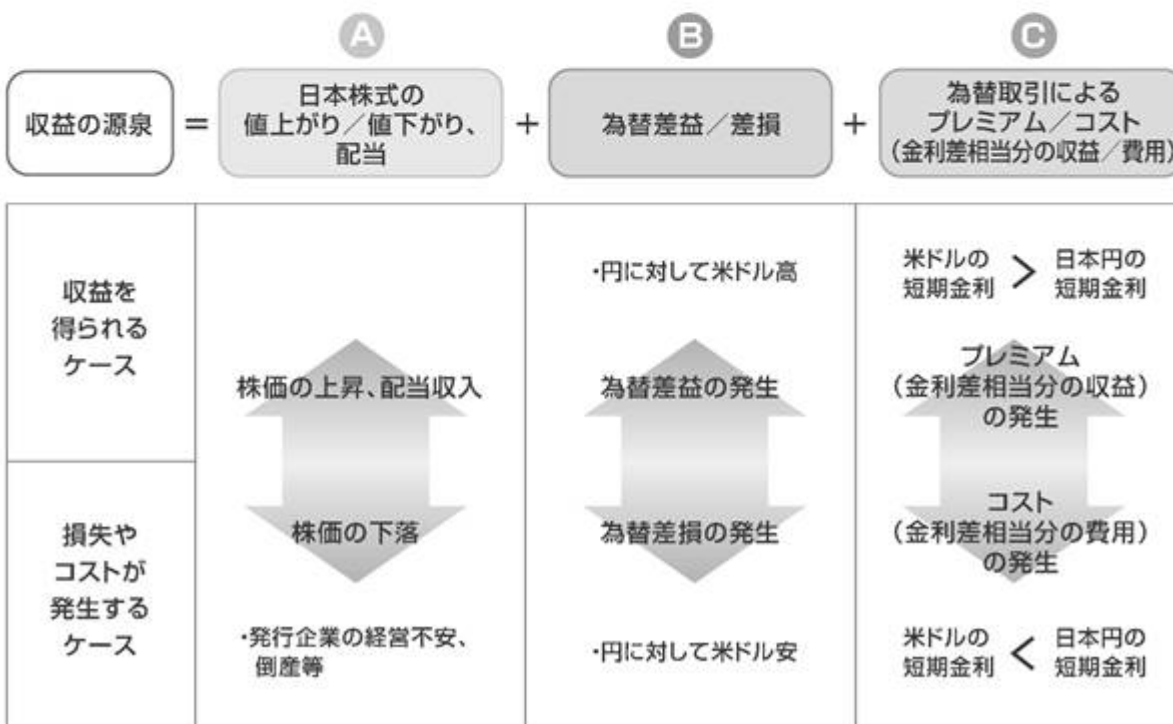 A
B
C
収益の源泉
=
日本株式の
値上がり/値下がり、
配当
+
為替差益/差損
+
為替取引による
プレミアム/コスト
(金利差相当分の収益/費用)
収益を
得られる
ケース
株価の上昇、配当収入
・円に対して米ドル高
為替差益の発生
米ドルの
短期金利
>
日本円の
短期金利
プレミアム
(金利差相当分の収益)
の発生
損失や
コストが
発生する
ケース
株価の下落
・発行企業の経営不安、
倒産等
為替差損の発生
・円に対して米ドル安
コスト
(金利差相当分の費用)
の発生
米ドルの
短期金利
<
日本円の
短期金利